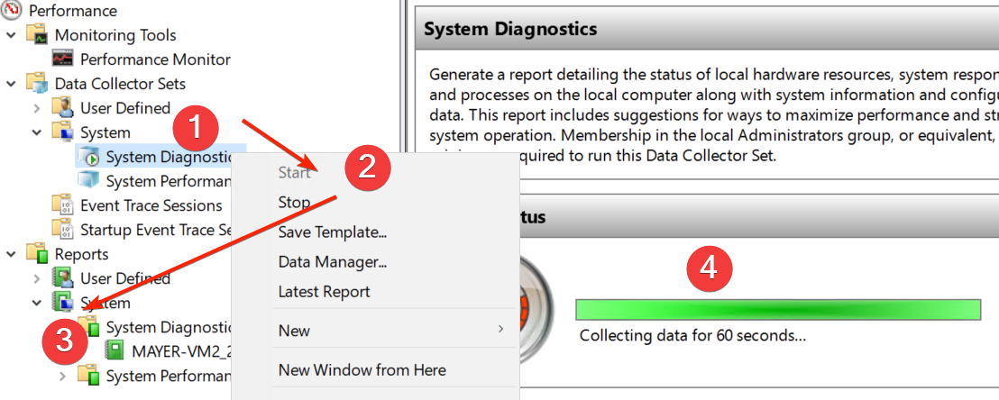 Performance
Monitoring Tools
Performance Monitor
Data Collector Sets
User Defined
System
1
System Diagnostic
System Performan
Event Trace Sessions
Startup Event Trace Se
Reports
User Defined
System
3
System Diagnostic
MAYER-VM2_2
System Performan
2
Start
Stop
Save Template...
Data Manager...
Latest Report
New
New Window from Here
System Diagnostics
Generate a report detailing the status of local hardware resources, system respon
and processes on the local computer along with system information and config
data. This report includes suggestions for ways to maximize performance and str
system operation. Membership in the local Administrators group, or equivalent,
quired to run this Data Collector Set.
tus
4
Collecting data for 60 seconds...